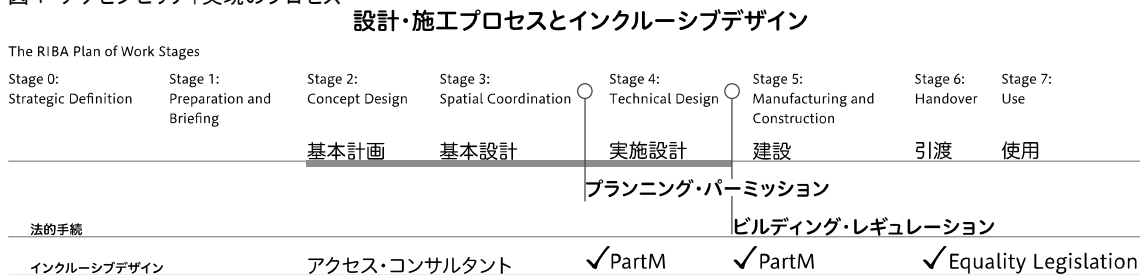 設計・施工プロセスとインクルーシブデザイン
The RIBA Plan of Work Stages
Stage 0:
Strategic Definition
Stage 1:
Preparation and
Briefing
Stage 2:
Concept Design
Stage 3:
Spatial Coordination
Stage 4:
Technical Design
Stage 5:
Manufacturing and
Construction
Stage 6:
Handover
Stage 7:
Use
基本計画 基本設計 実施設計 建設 引渡 使用
プランニング・パーミッション
法的手続 ビルディング・レギュレーション
インクルーシブデザイン アクセス・コンサルタント ✓PartM ✓PartM ✓Equality Legislation